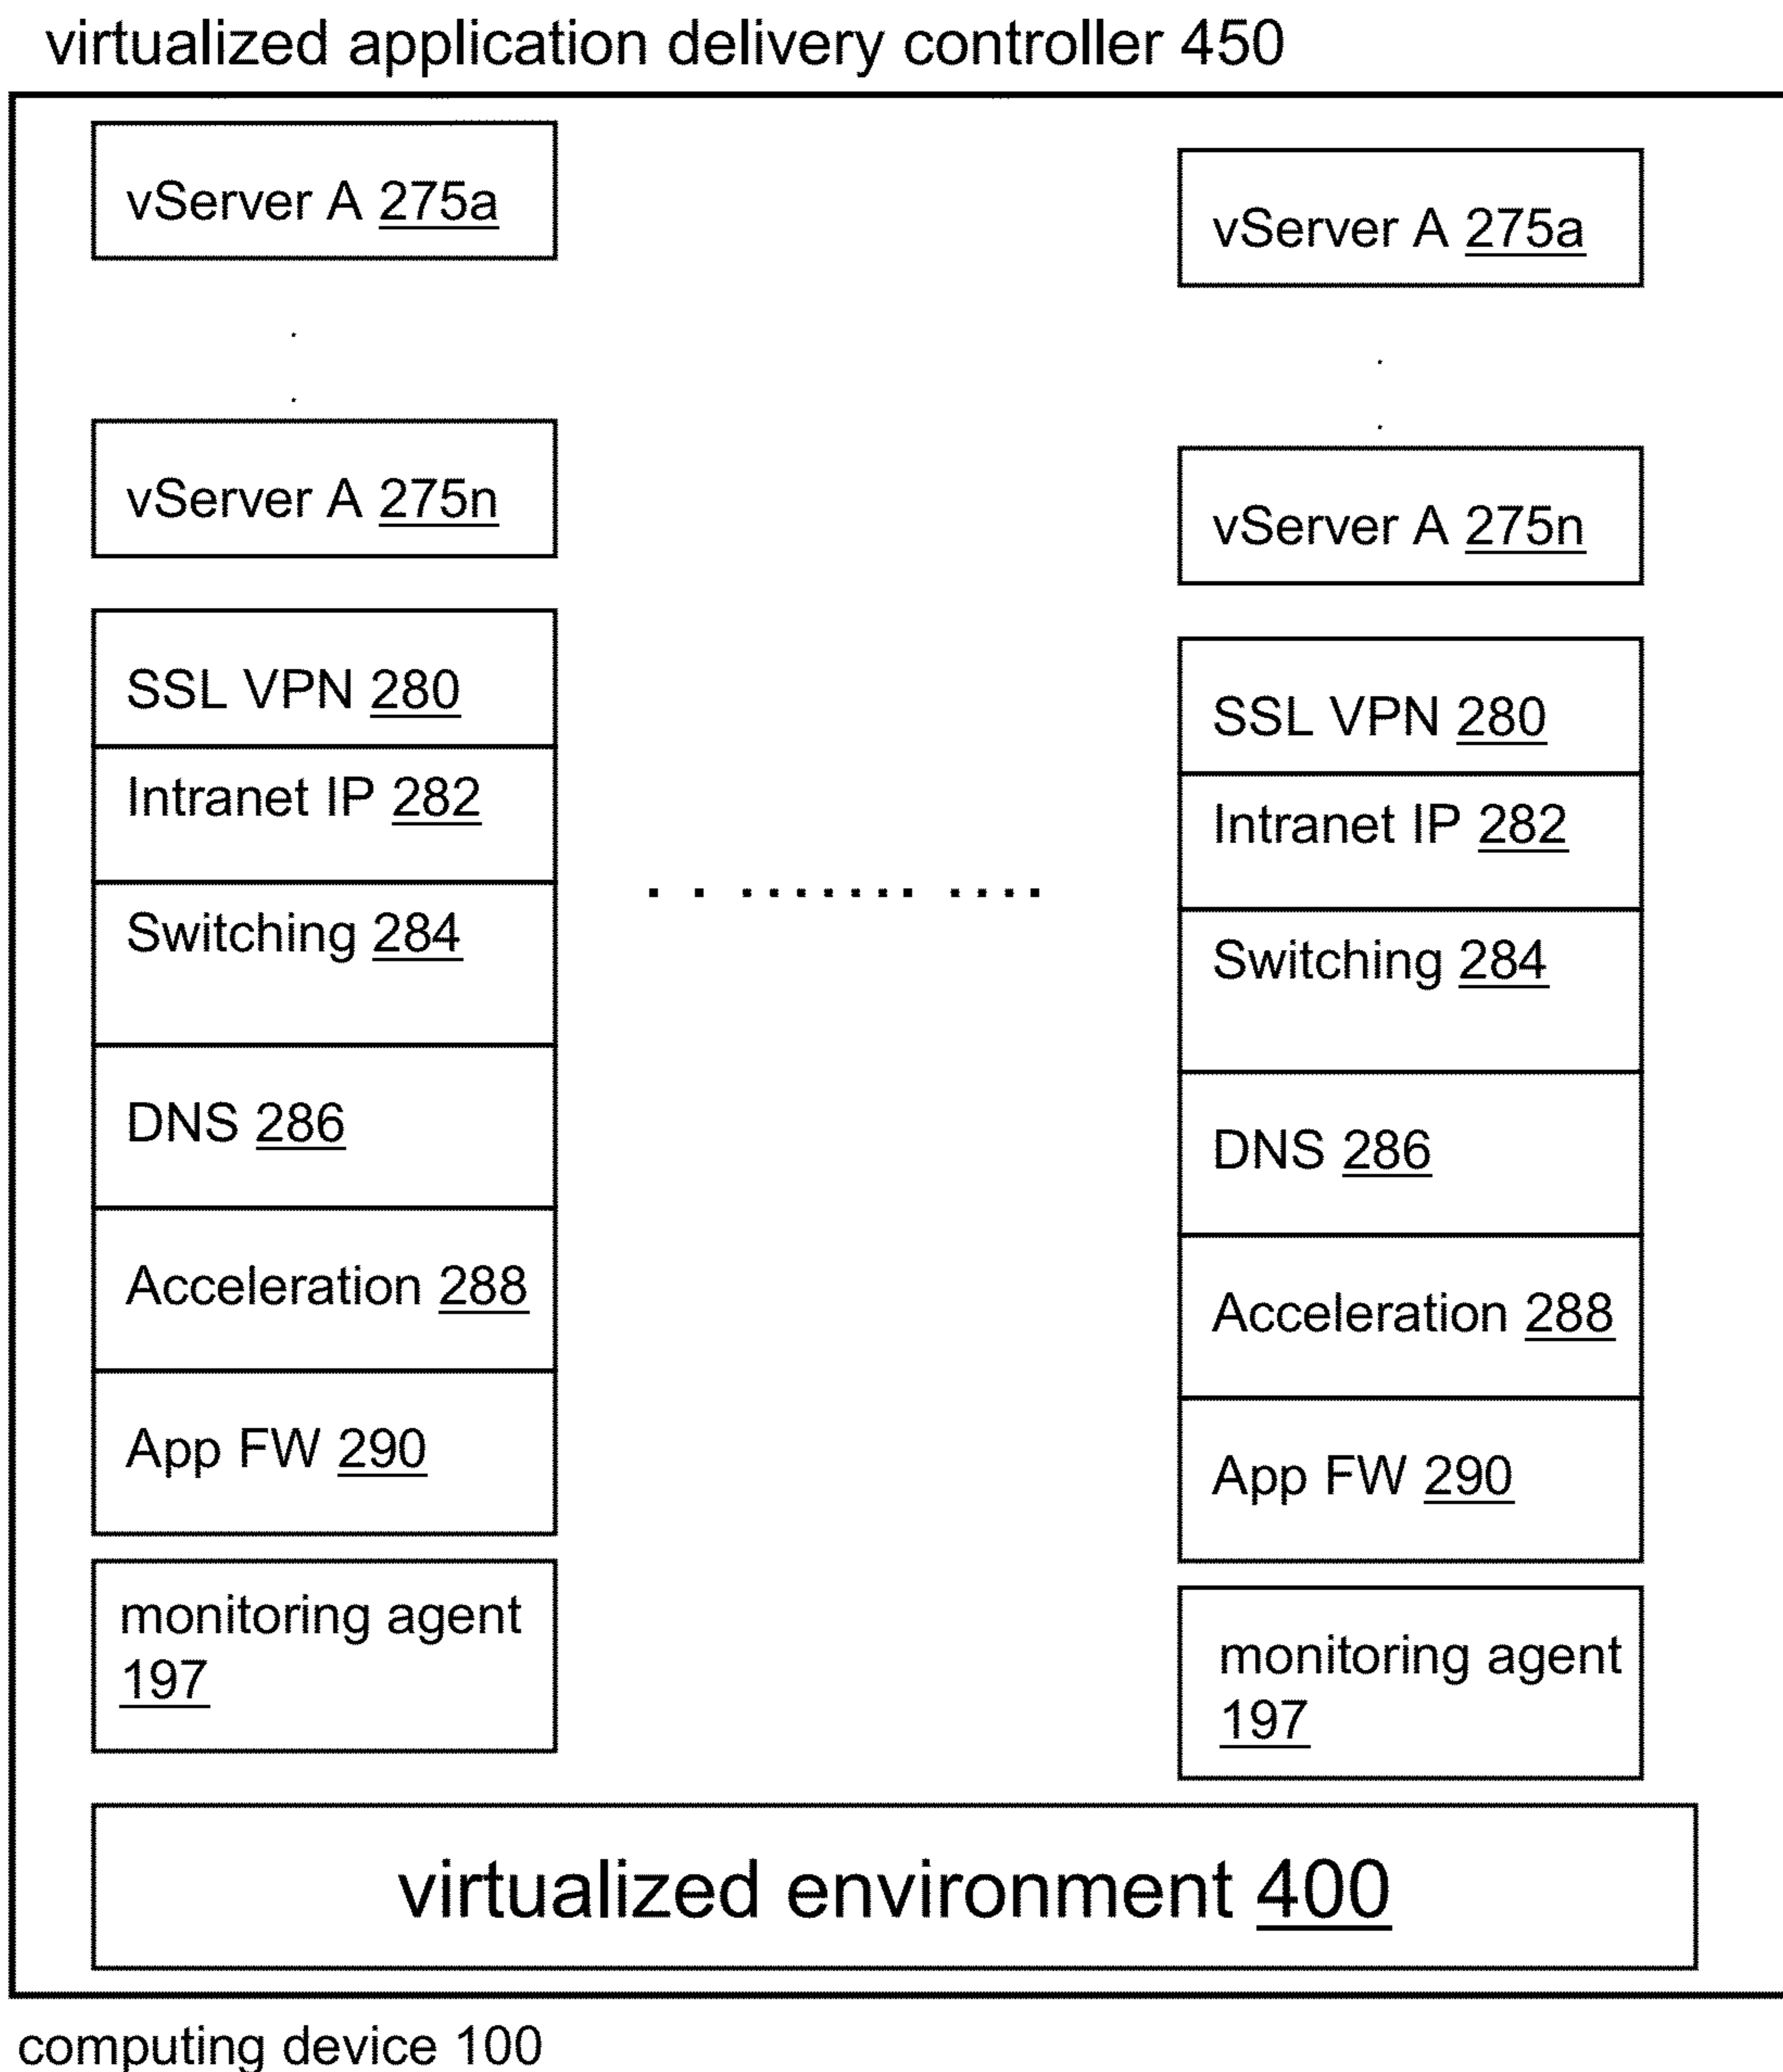 virtualized application delivery controller 450
vServer A 275a
vServer A 275n
SSL VPN 280
Intranet IP 282
Switching 284
DNS 286
Acceleration 288
App FW 290
monitoring agent
197
vServer A 275a
vServer A 275n
SSL VPN 280
Intranet IP 282
Switching 284
DNS 286
Acceleration 288
App FW 290
monitoring agent
197
virtualized environment 400
computing device 100